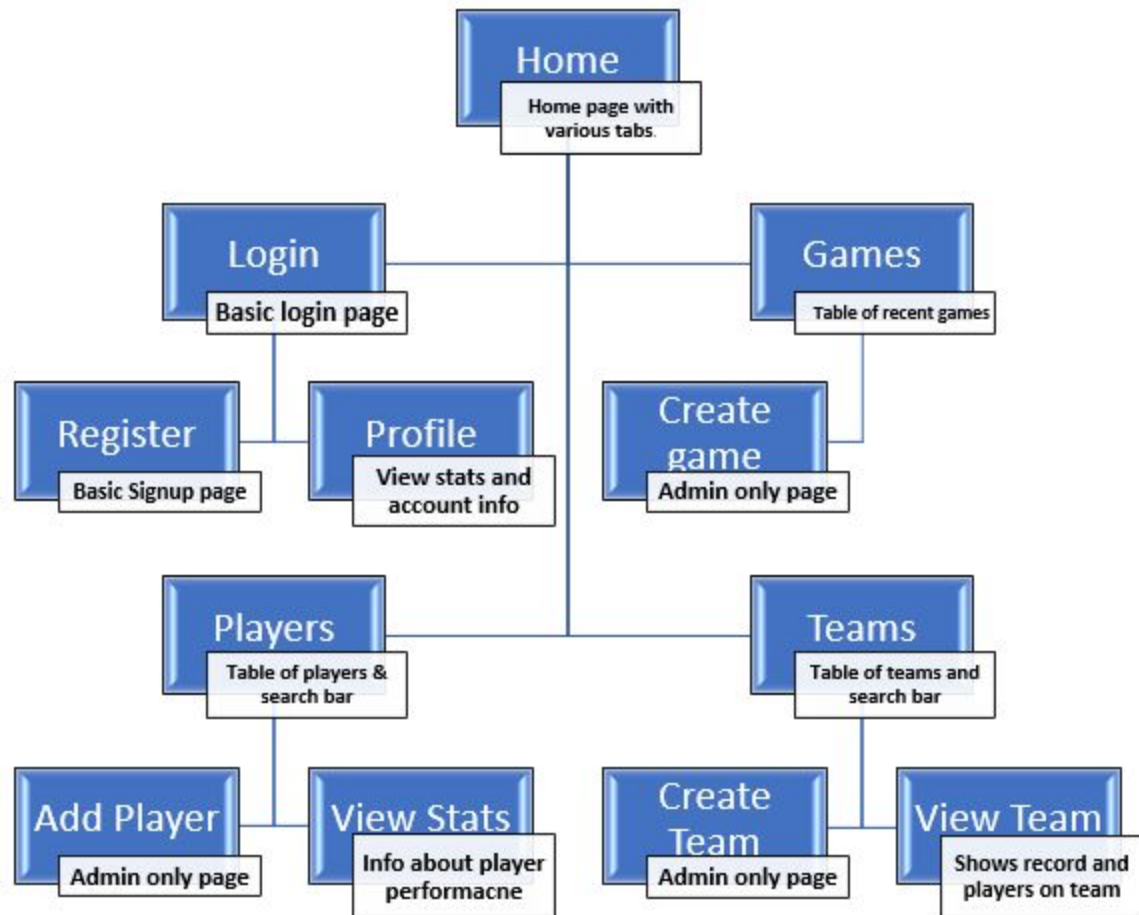 Home
Home page with
various tabs.
Login
Basic login page
Games
Table of recent games
Register
Basic Signup page
Profile
View stats and
account info
Create
game
Admin only page
Players
Table of players &
search bar
Teams
Table of teams and
search bar
Add Player
Admin only page
View Stats
Info about player
performacne
Create
Team
Admin only page
View Team
Shows record and
players on team